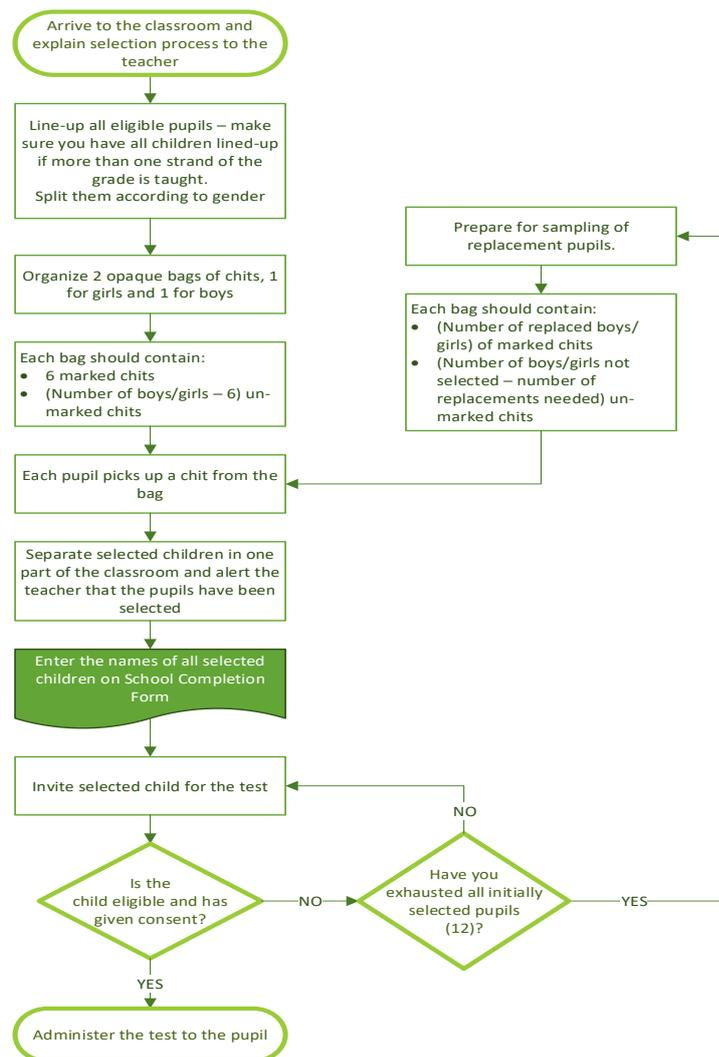 Arrive to the classroom and
explain selection process to the
teacher
Line-up all eligible pupils – make
sure you have all children lined-up
if more than one strand of the
grade is taught.
Split them according to gender
Organize 2 opaque bags of chits, 1
for girls and 1 for boys
Each bag should contain:
• 6 marked chits
• (Number of boys/girls – 6) un-
marked chits
Each pupil picks up a chit from the
bag
Separate selected children in one
part of the classroom and alert the
teacher that the pupils have been
selected
Enter the names of all selected
children on School Completion
Form
Invite selected child for the test
Is the
child eligible and has
given consent?
YES
Administer the test to the pupil
NO
Have you
exhausted all initially
selected pupils
(12)?
NO
YES
Prepare for sampling of
replacement pupils.
Each bag should contain:
• (Number of replaced boys/
girls) of marked chits
• (Number of boys/girls not
selected – number of
replacements needed) un-
marked chits